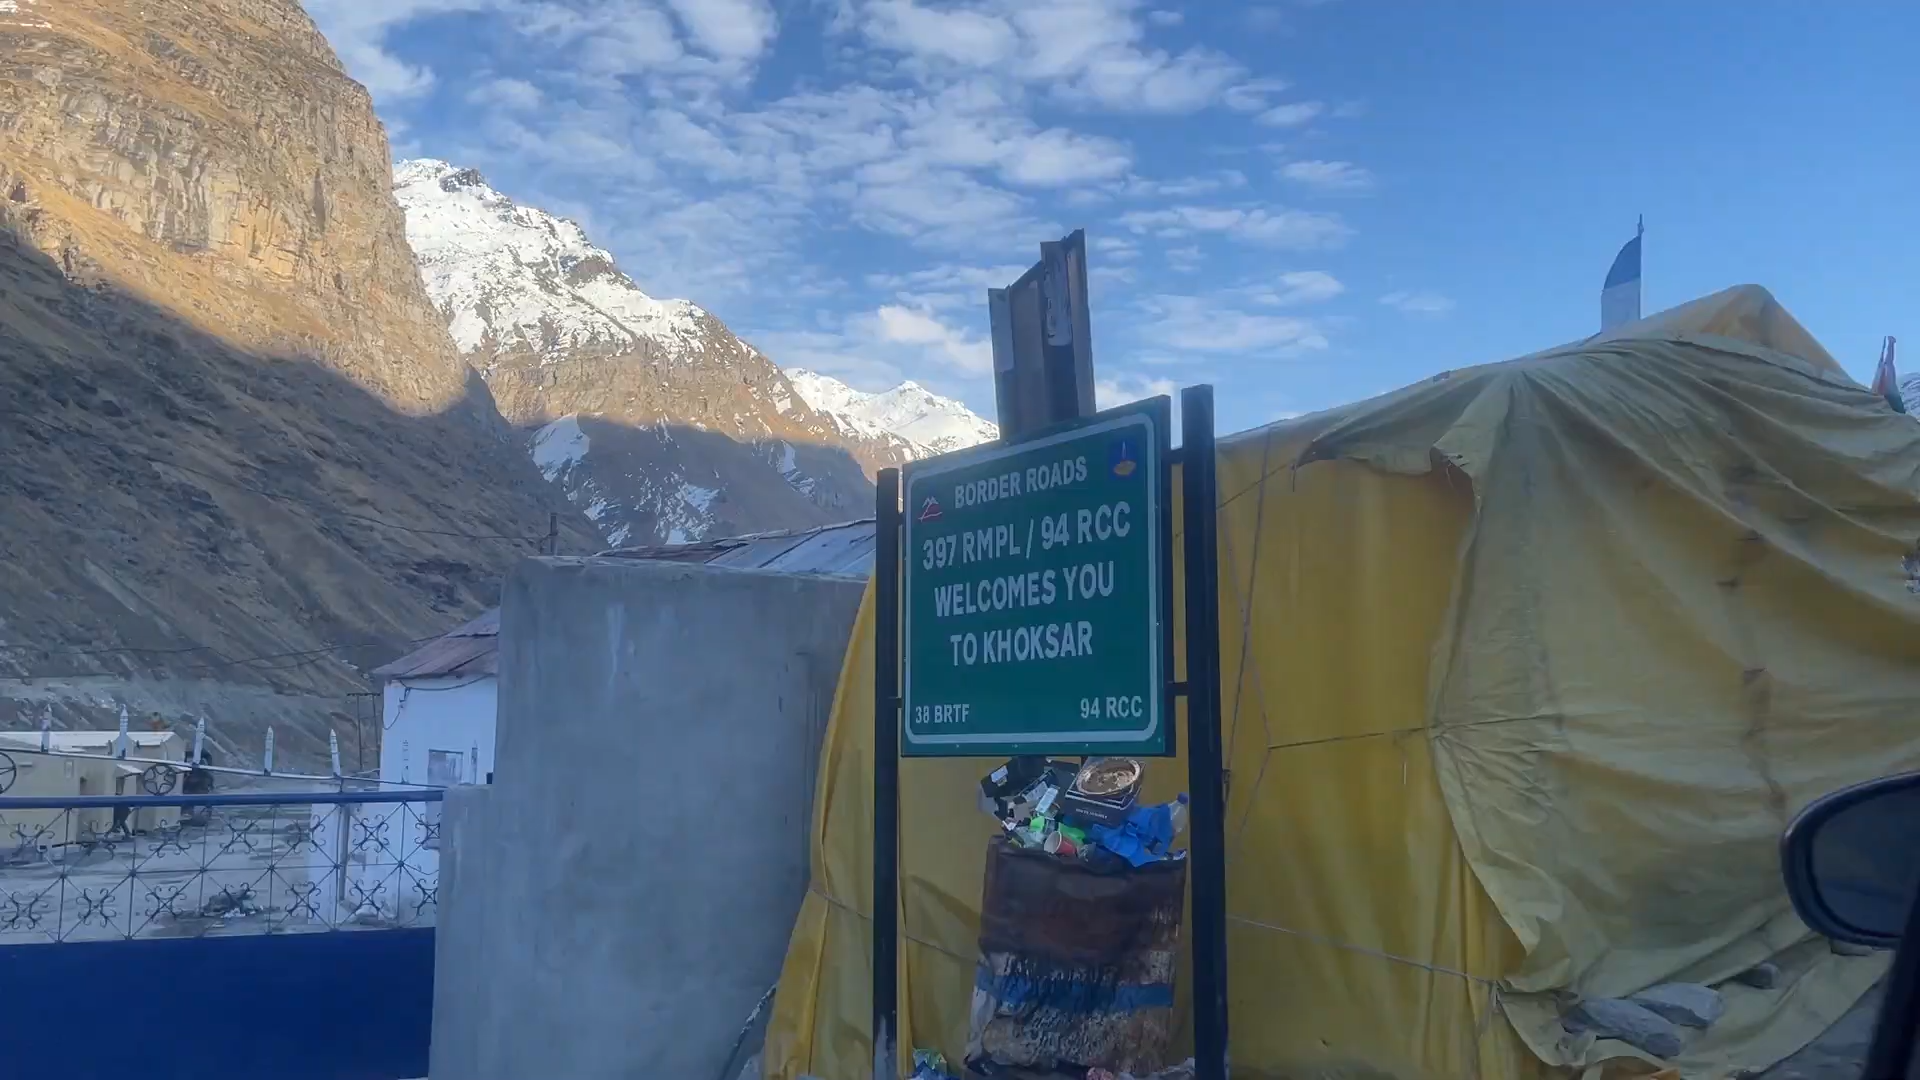 BORDER ROADS
397 RMPL / 94 RCC
WELCOMES YOU
TO KHOKSAR
38 BRTF 94 RCC